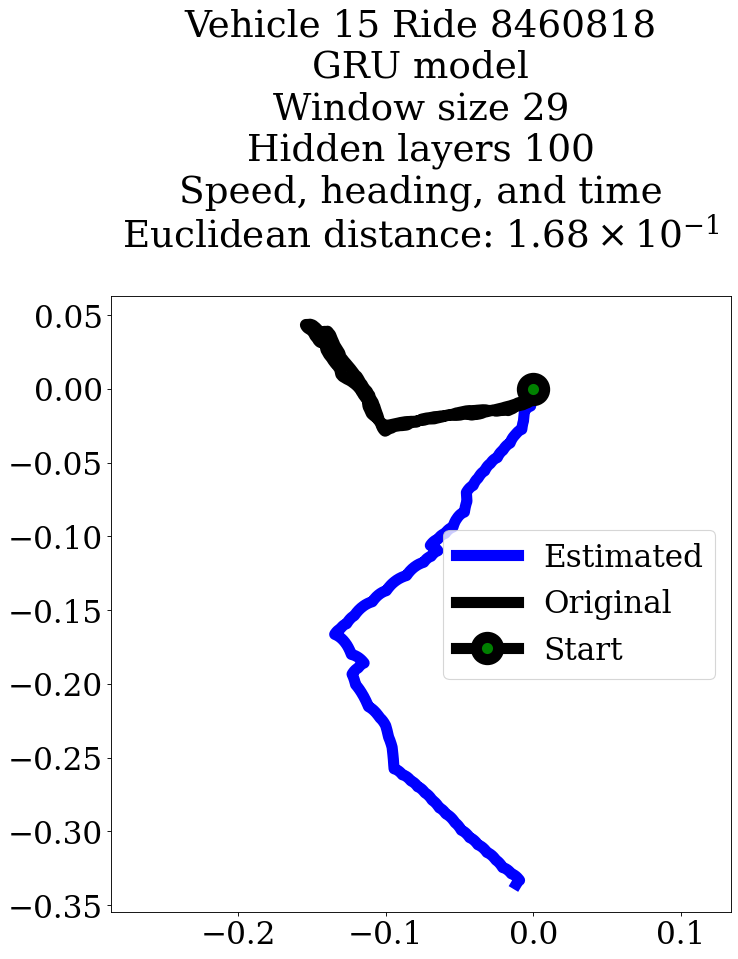 Vehicle 15 Ride 8460818
GRU model
Window size 29
Hidden layers 100
Speed, heading, and time
Euclidean distance: 1.68 × 10⁻¹
0.05
0.00
−0.05
−0.10
−0.15
−0.20
−0.25
−0.30
−0.35
Estimated
Original
Start
−0.2 −0.1 0.0 0.1